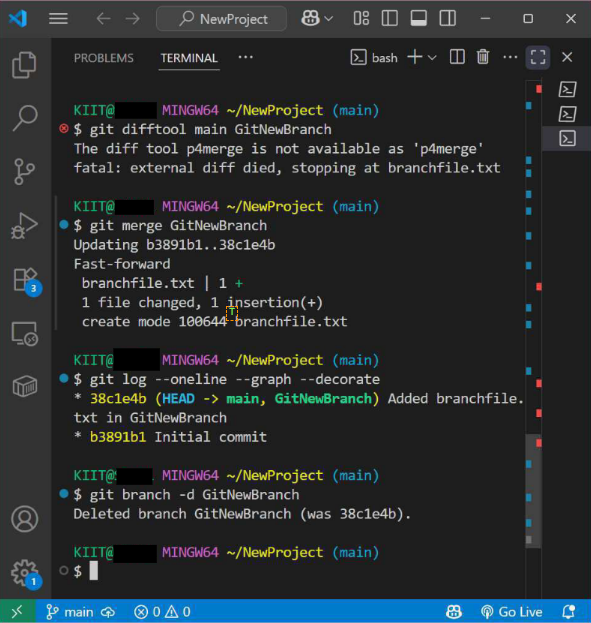 NewProject
PROBLEMS
TERMINAL
bash
KIIT@ MINGW64 ~/NewProject (main)
$ git difftool main GitNewBranch
The diff tool p4merge is not available as 'p4merge'
fatal: external diff died, stopping at branchfile.txt
KIIT@ MINGW64 ~/NewProject (main)
$ git merge GitNewBranch
Updating b3891b1..38c1e4b
Fast-forward
branchfile.txt | 1 +
1 file changed, 1 insertion(+)
create mode 100644 branchfile.txt
KIIT@ MINGW64 ~/NewProject (main)
$ git log --oneline --graph --decorate
* 38c1e4b (HEAD -> main, GitNewBranch) Added branchfile.
txt in GitNewBranch
* b3891b1 Initial commit
KIIT@ MINGW64 ~/NewProject (main)
$ git branch -d GitNewBranch
Deleted branch GitNewBranch (was 38c1e4b).
KIIT@ MINGW64 ~/NewProject (main)
$
3
1
main 0 0 Go Live